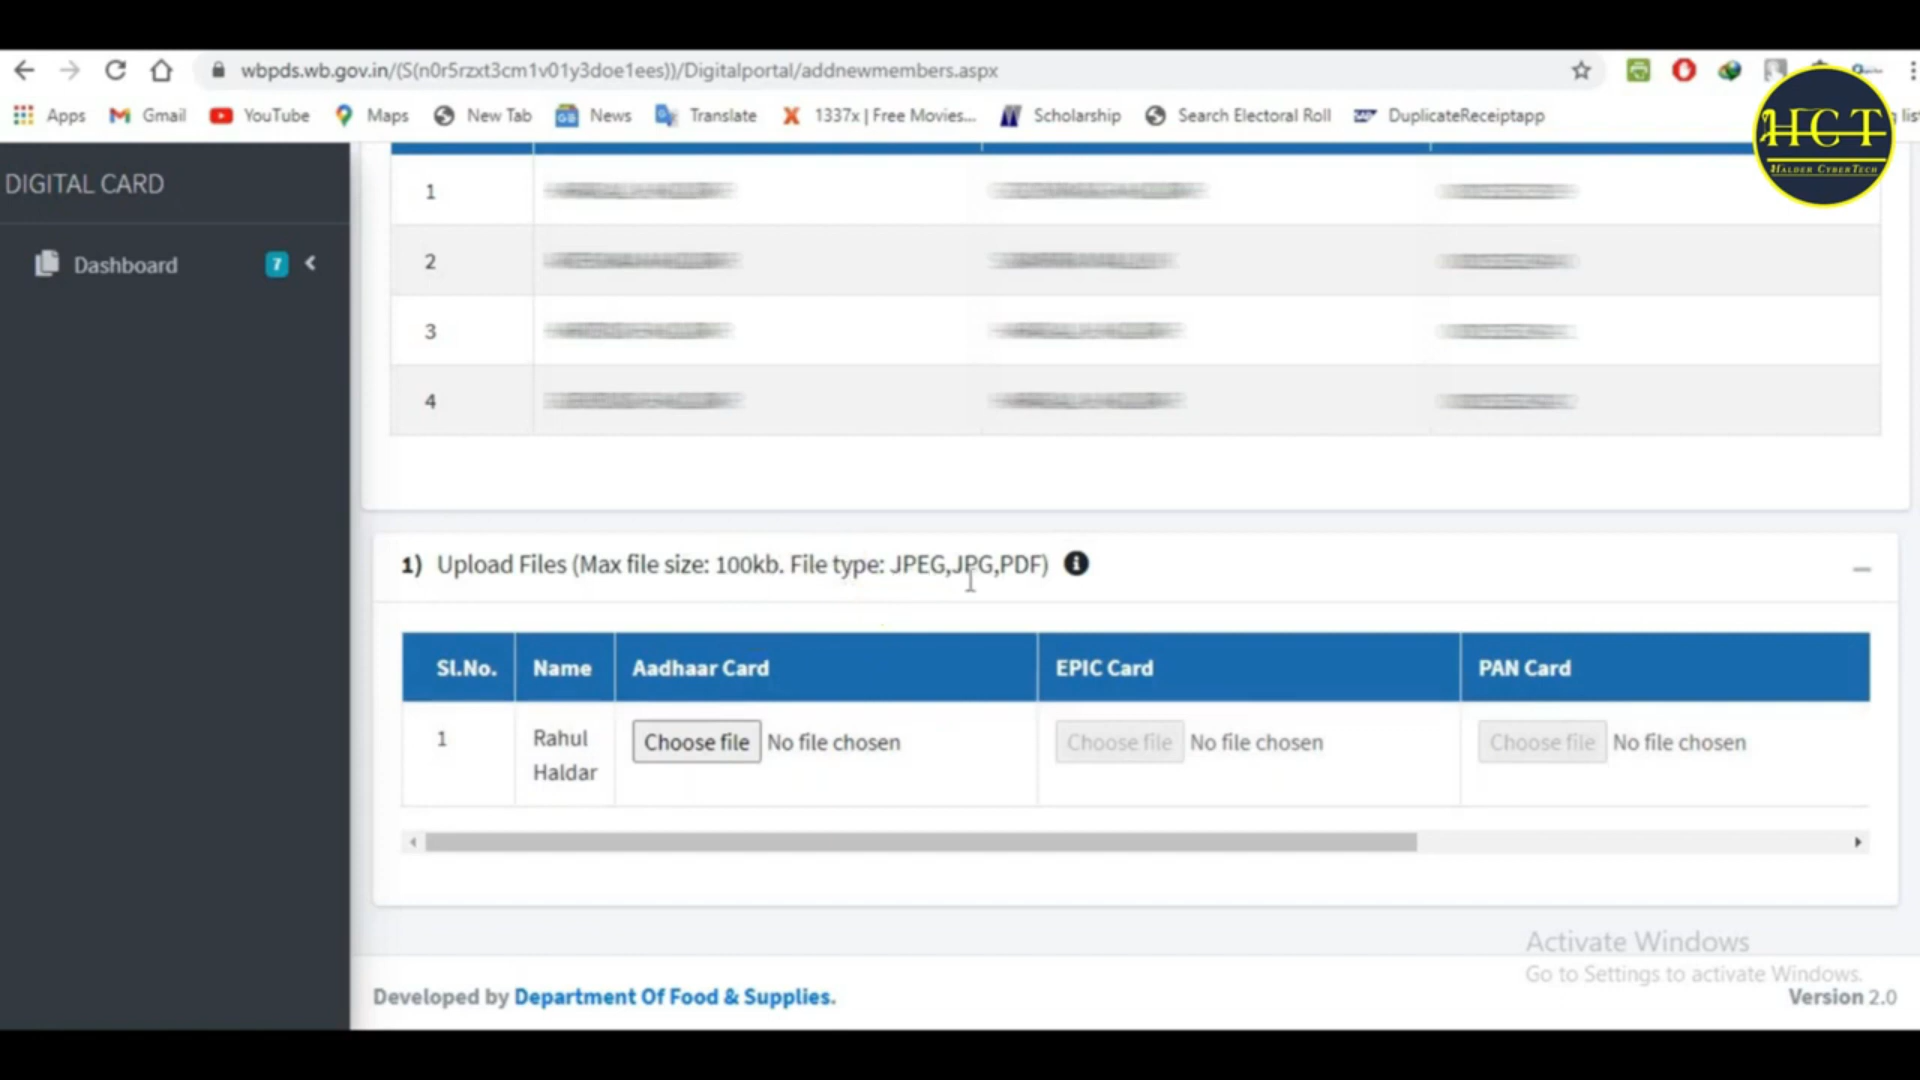 wbpds.wb.gov.in/(S(n0r5rzxt3cm1v01y3doe1ees))/Digitalportal/addnewmembers.aspx
Apps Gmail YouTube Maps New Tab News Translate 1337x | Free Movies... Scholarship Search Electoral Roll DuplicateReceiptapp
HCT
HALDER CYBERTECH
DIGITAL CARD
Dashboard 7
1
2
3
4
1) Upload Files (Max file size: 100kb. File type: JPEG,JPG,PDF)
Sl.No. Name Aadhaar Card EPIC Card PAN Card
1 Rahul Haldar Choose file No file chosen Choose file No file chosen Choose file No file chosen
Activate Windows
Go to Settings to activate Windows.
Developed by Department Of Food & Supplies.
Version 2.0